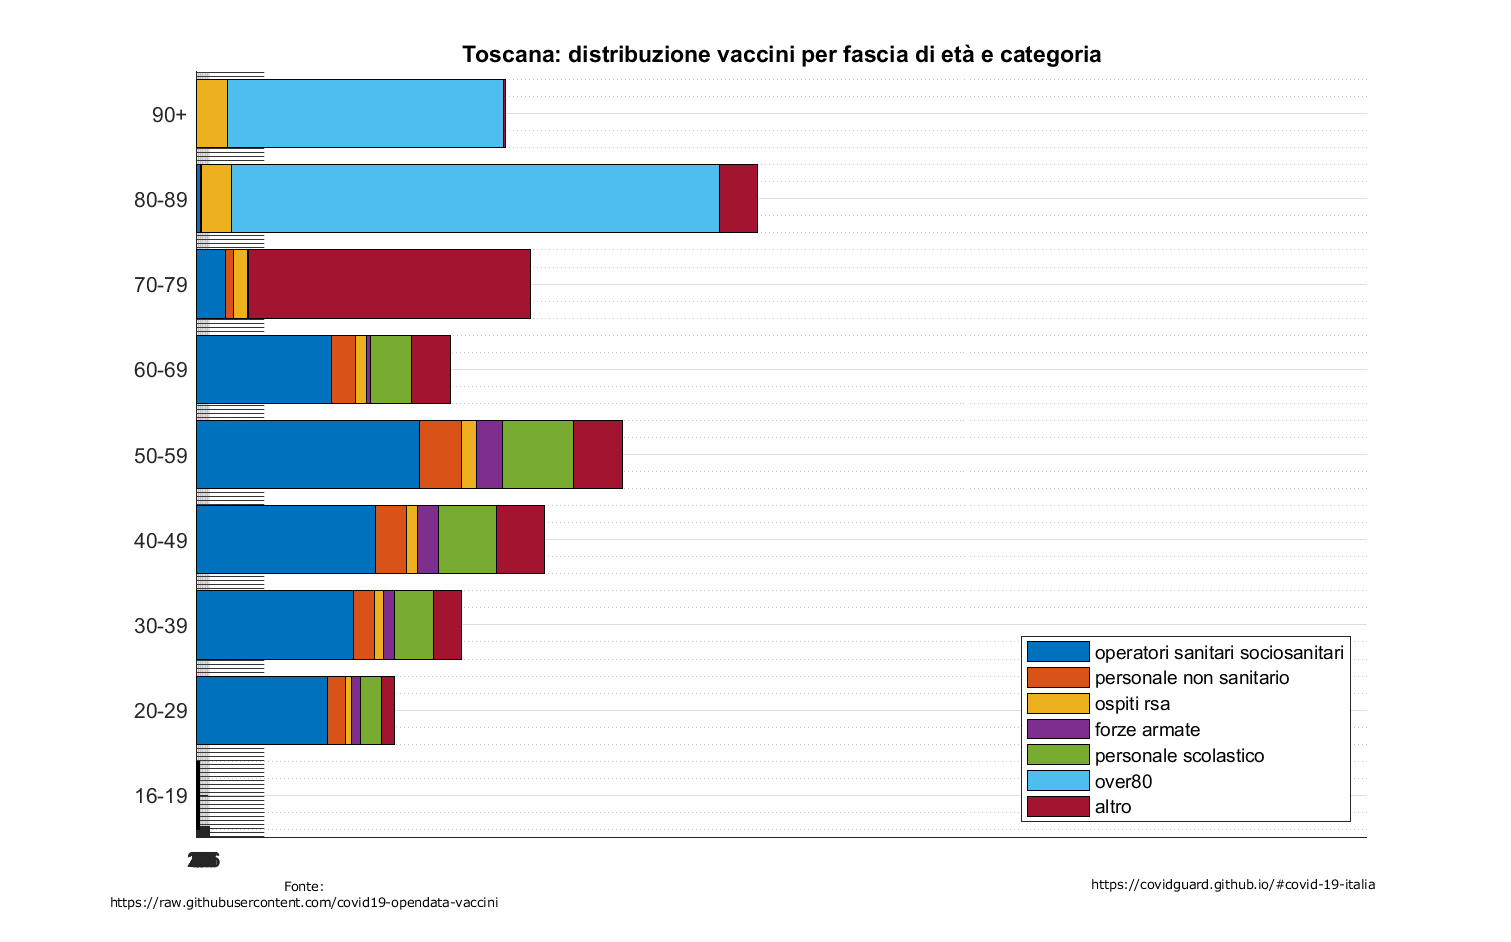 Toscana: distribuzione vaccini per fascia di età e categoria
90+
80-89
70-79
60-69
50-59
40-49
30-39
20-29
16-19
operatori sanitari sociosanitari
personale non sanitario
ospiti rsa
forze armate
personale scolastico
over80
altro
Fonte:
https://raw.githubusercontent.com/covid19-opendata-vaccini
https://covidguard.github.io/#covid-19-italia